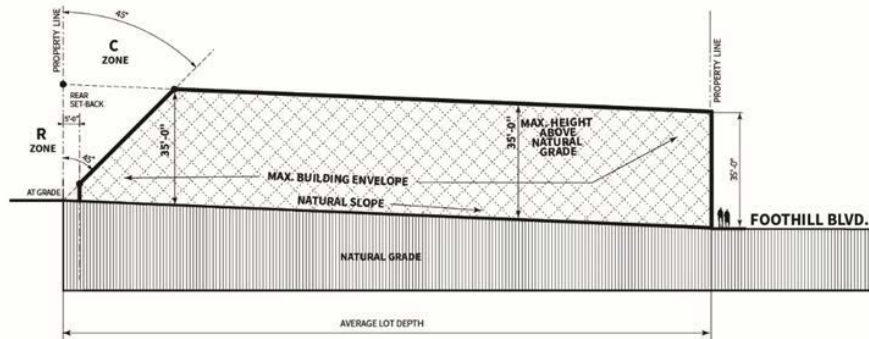 45°
PROPERTY LINE
C
ZONE
REAR
SET-BACK
5'-0"
R
ZONE
45°
AT GRADE
35'-0"
MAX. BUILDING ENVELOPE
NATURAL SLOPE
35'-0"
MAX. HEIGHT
ABOVE
NATURAL
GRADE
PROPERTY LINE
35'-0"
FOOTHILL BLVD.
NATURAL GRADE
AVERAGE LOT DEPTH